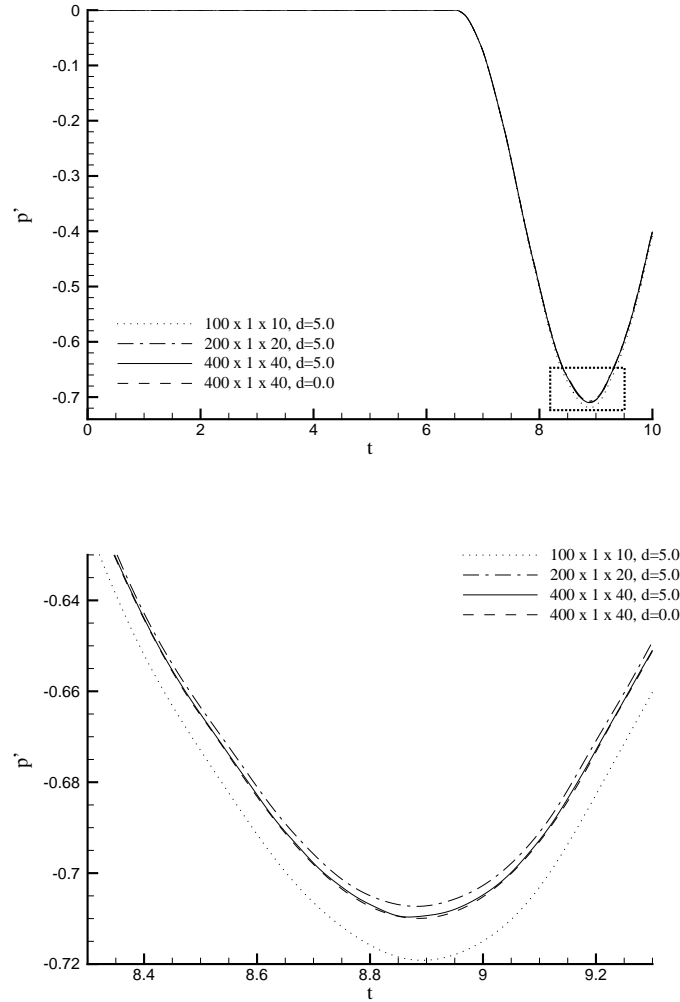 0
-0.1
-0.2
-0.3
-0.4
-0.5
-0.6
-0.7
p'
100 x 1 x 10, d=5.0
200 x 1 x 20, d=5.0
400 x 1 x 40, d=5.0
400 x 1 x 40, d=0.0
0 2 4 6 8 10
t
100 x 1 x 10, d=5.0
200 x 1 x 20, d=5.0
400 x 1 x 40, d=5.0
400 x 1 x 40, d=0.0
-0.64
-0.66
-0.68
-0.7
-0.72
p'
8.4 8.6 8.8 9 9.2
t